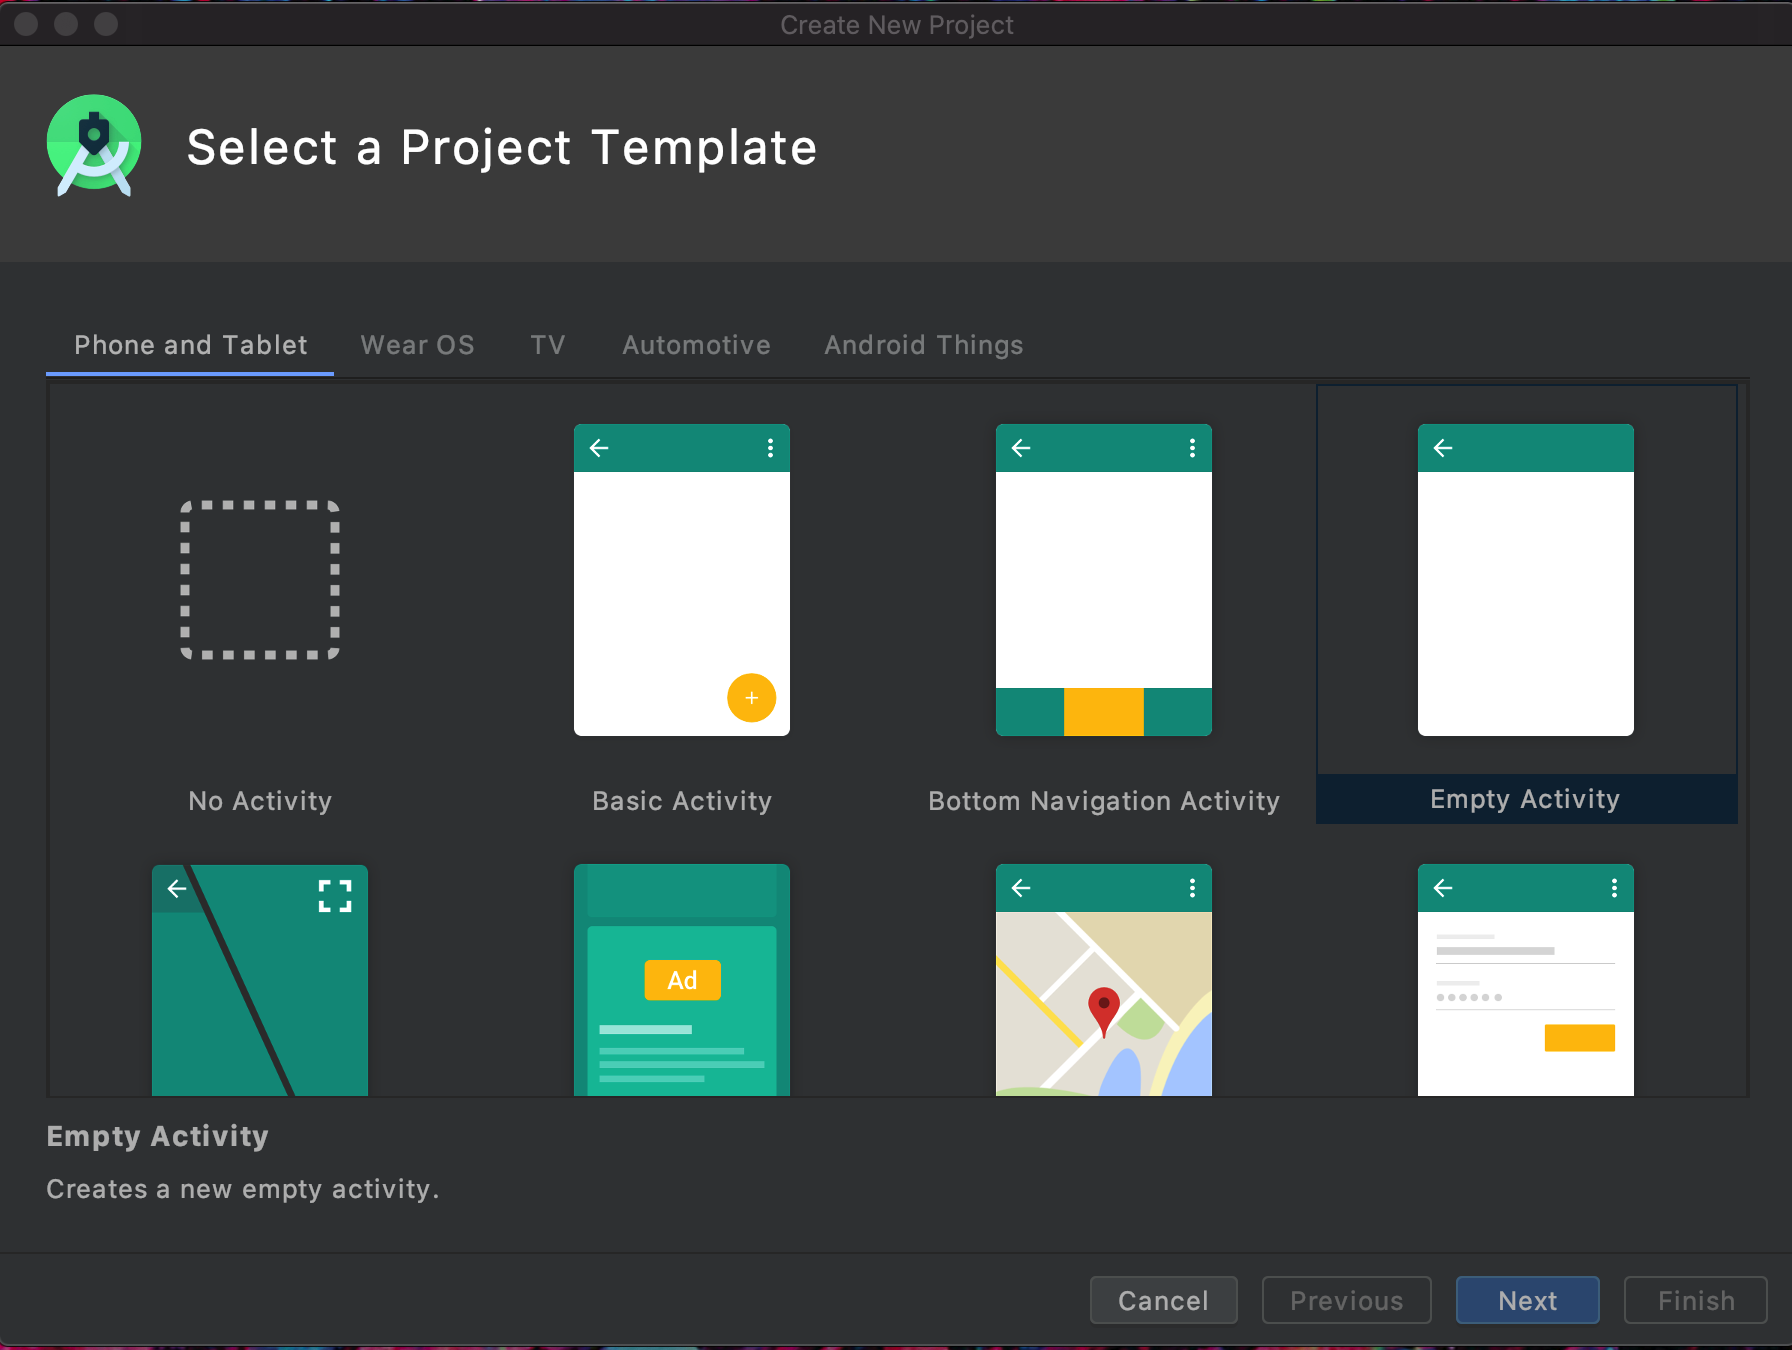 Create New Project
Select a Project Template
Phone and Tablet Wear OS TV Automotive Android Things
No Activity Basic Activity Bottom Navigation Activity Empty Activity
Ad
Empty Activity
Creates a new empty activity.
Cancel Previous Next Finish